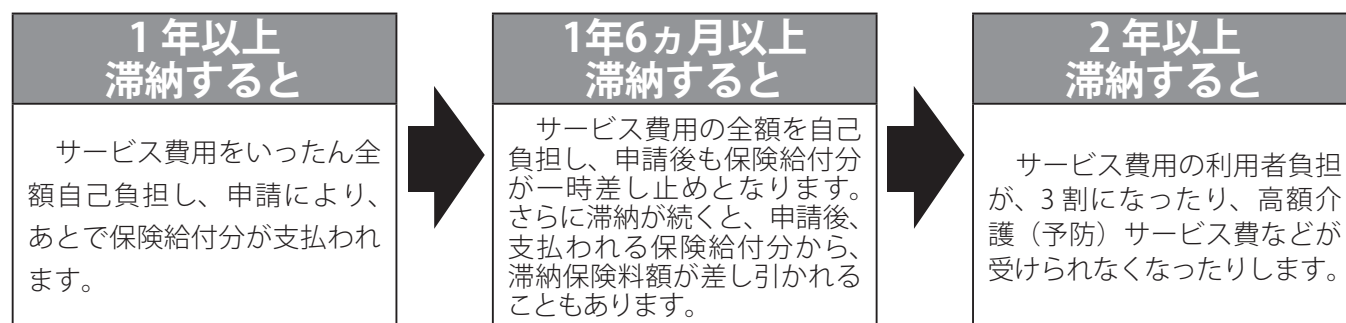 1 年以上
滞納すると
サービス費用をいったん全
額自己負担し、申請により、
あとで保険給付分が支払われ
ます。
1年6ヵ月以上
滞納すると
サービス費用の全額を自己
負担し、申請後も保険給付分
が一時差し止めとなります。
さらに滞納が続くと、申請後、
支払われる保険給付分から、
滞納保険料額が差し引かれる
こともあります。
2 年以上
滞納すると
サービス費用の利用者負担
が、3 割になったり、高額介
護（予防）サービス費などが
受けられなくなったりします。